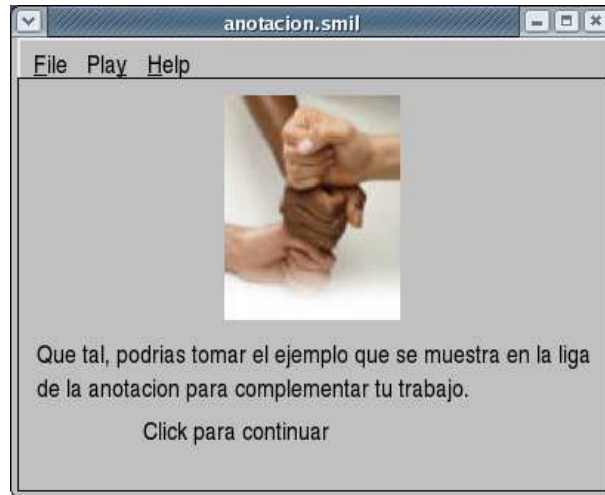 anotacion.smil
File Play Help
Que tal, podrias tomar el ejemplo que se muestra en la liga
de la anotacion para complementar tu trabajo.
Click para continuar